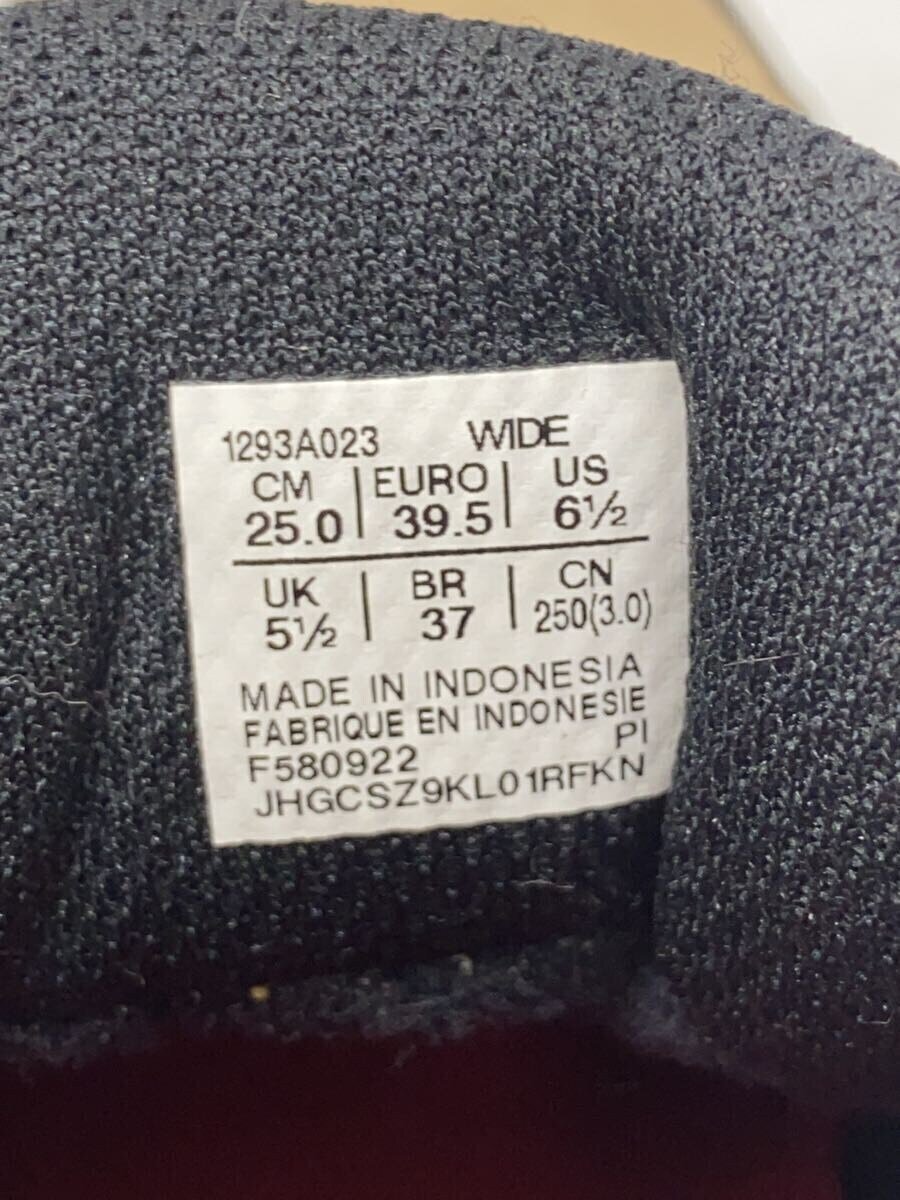 1293A023 WIDE
CM | EURO | US
25.0 | 39.5 | 6½
UK | BR | CN
5½ | 37 | 250(3.0)
MADE IN INDONESIA
FABRIQUE EN INDONESIE
F580922 PI
JHGCSZ9KL01RFKN